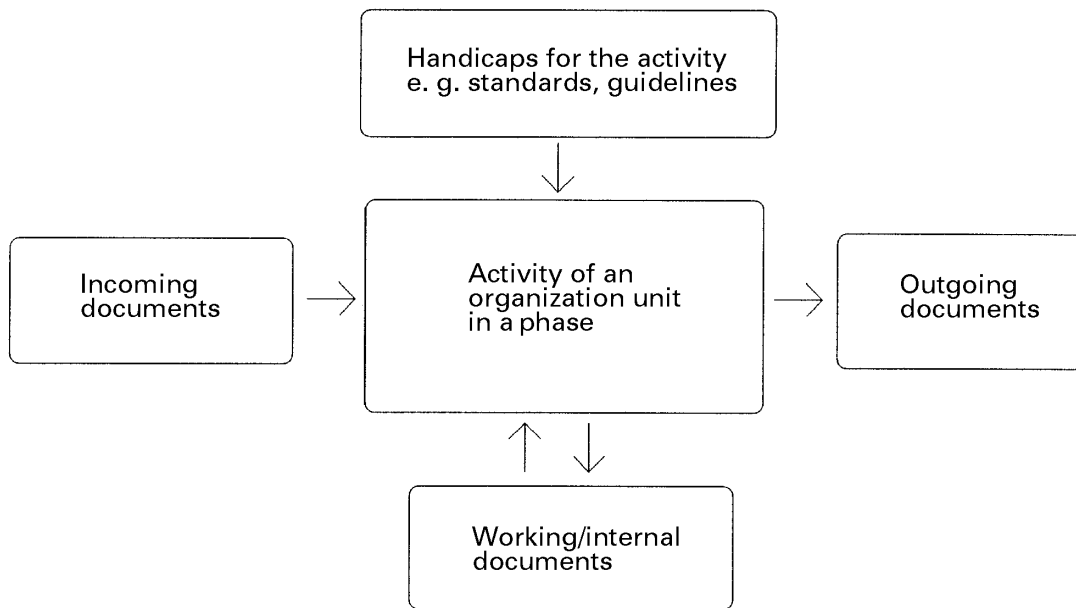 Handicaps for the activity
e. g. standards, guidelines
Incoming
documents
Activity of an
organization unit
in a phase
Outgoing
documents
Working/internal
documents